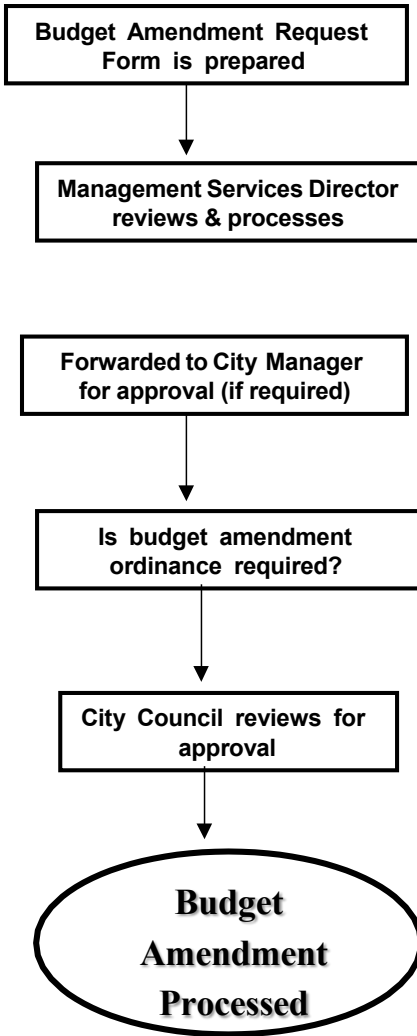 Budget Amendment Request
Form is prepared
Management Services Director
reviews & processes
Forwarded to City Manager
for approval (if required)
Is budget amendment
ordinance required?
City Council reviews for
approval
Budget
Amendment
Processed